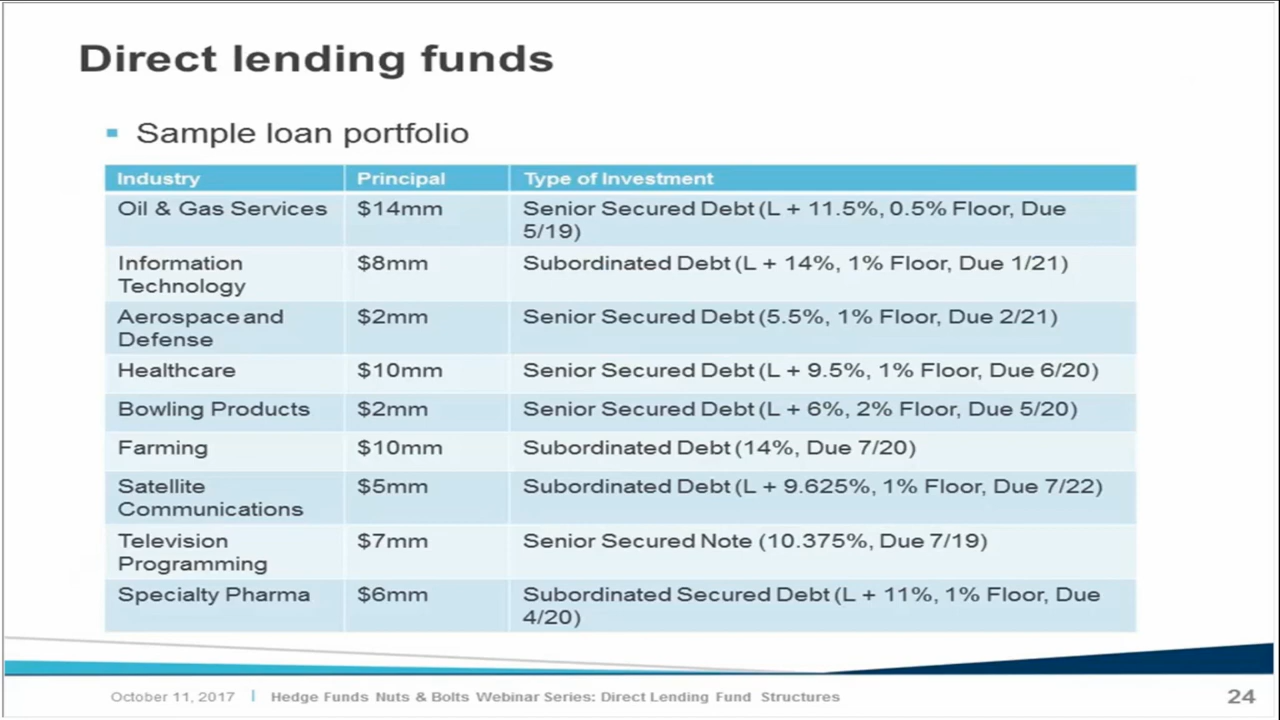 Direct lending funds
Sample loan portfolio
Industry Principal Type of Investment
Oil & Gas Services $14mm Senior Secured Debt (L + 11.5%, 0.5% Floor, Due
5/19)
Information $8mm Subordinated Debt (L + 14%, 1% Floor, Due 1/21)
Technology
Aerospace and $2mm Senior Secured Debt (5.5%, 1% Floor, Due 2/21)
Defense
Healthcare $10mm Senior Secured Debt (L + 9.5%, 1% Floor, Due 6/20)
Bowling Products $2mm Senior Secured Debt (L + 6%, 2% Floor, Due 5/20)
Farming $10mm Subordinated Debt (14%, Due 7/20)
Satellite $5mm Subordinated Debt (L + 9.625%, 1% Floor, Due 7/22)
Communications
Television $7mm Senior Secured Note (10.375%, Due 7/19)
Programming
Specialty Pharma $6mm Subordinated Secured Debt (L + 11%, 1% Floor, Due
4/20)
October 11, 2017 | Hedge Funds Nuts & Bolts Webinar Series: Direct Lending Fund Structures 24